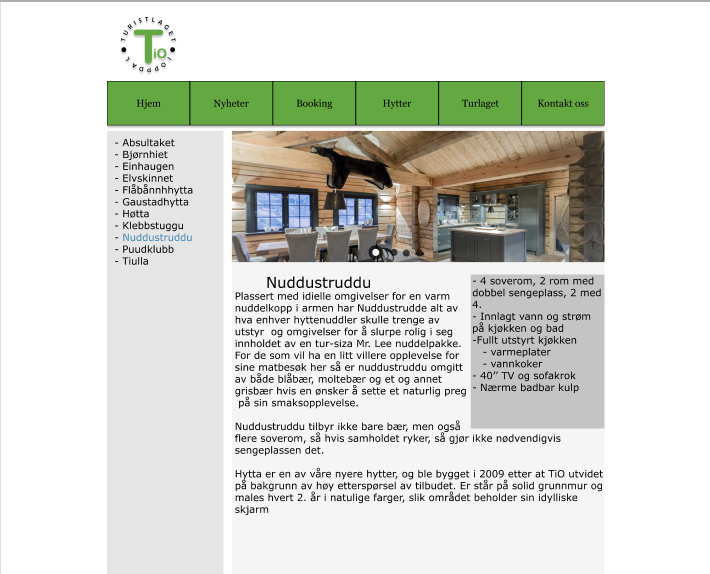 TURISTLAGET
TiO
I OPPDAL
Hjem
Nyheter
Booking
Hytter
Turlaget
Kontakt oss
- Absultaket
- Bjørnhiet
- Einhaugen
- Elvskinnet
- Flåbånnhhytta
- Gaustadhytta
- Høtta
- Klebbstuggu
- Nuddustruddu
- Puudklubb
- Tiulla
Nuddustruddu
Plassert med idielle omgivelser for en varm
nuddelkopp i armen har Nuddustrudde alt av
hva enhver hyttenuddler skulle trenge av
utstyr og omgivelser for å slurpe rolig i seg
innholdet av en tur-siza Mr. Lee nuddelpakke.
For de som vil ha en litt villere opplevelse for
sine matbesøk her så er nuddustruddu omgitt
av både blåbær, moltebær og et og annet
grisbær hvis en ønsker å sette et naturlig preg
på sin smaksopplevelse.
Nuddustruddu tilbyr ikke bare bær, men også
flere soverom, så hvis samholdet ryker, så gjør ikke nødvendigvis
sengeplassen det.
Hytta er en av våre nyere hytter, og ble bygget i 2009 etter at TiO utvidet
på bakgrunn av høy etterspørsel av tilbudet. Er står på solid grunnmur og
males hvert 2. år i natulige farger, slik området beholder sin idylliske
skjarm
- 4 soverom, 2 rom med
dobbel sengeplass, 2 med
4.
- Innlagt vann og strøm
på kjøkken og bad
-Fullt utstyrt kjøkken
- varmeplater
- vannkoker
- 40’’ TV og sofakrok
- Nærme badbar kulp